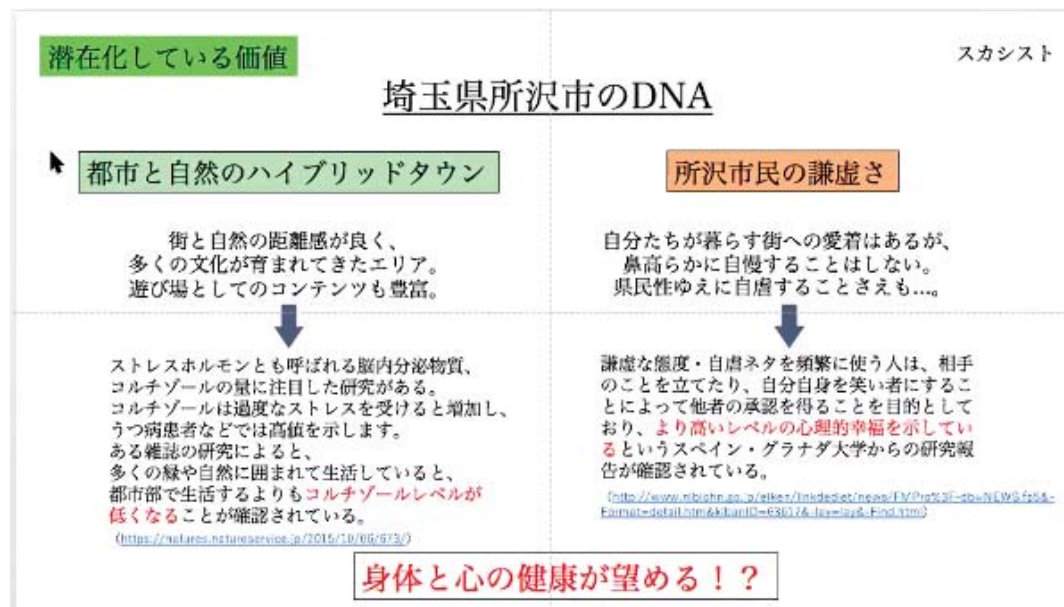 潜在化している価値
スカシスト
埼玉県所沢市のDNA
都市と自然のハイブリッドタウン
街と自然の距離感が良く、
多くの文化が育まれてきたエリア。
遊び場としてのコンテンツも豊富。
ストレスホルモンとも呼ばれる脳内分泌物質、
コルチゾールの量に注目した研究がある。
コルチゾールは過度なストレスを受けると増加し、
うつ病患者などでは高値を示します。
ある雑誌の研究によると、
多くの緑や自然に囲まれて生活していると、
都市部で生活するよりもコルチゾールレベルが
低くなることが確認されている。
(https://natures.natureservice.jp/2015/10/06/673/)
所沢市民の謙虚さ
自分たちが暮らす街への愛着はあるが、
鼻高らかに自慢することはしない。
県民性ゆえに自虐することさえも…。
謙虚な態度・自虐ネタを頻繁に使う人は、相手
のことを立てたり、自分自身を笑い者にするこ
とによって他者の承認を得ることを目的として
おり、より高いレベルの心理的幸福を示してい
るというスペイン・グラナダ大学からの研究報
告が確認されている。
身体と心の健康が望める！？